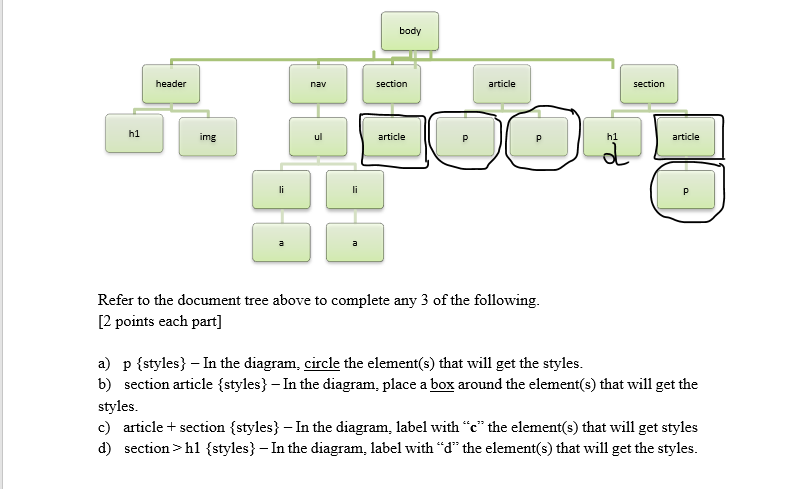 body
header nav section article section
h1 img ul article p p h1 article
d
li li p
a a
Refer to the document tree above to complete any 3 of the following.
[2 points each part]
a) p {styles} – In the diagram, circle the element(s) that will get the styles.
b) section article {styles} – In the diagram, place a box around the element(s) that will get the
styles.
c) article + section {styles} – In the diagram, label with “c” the element(s) that will get styles
d) section > h1 {styles} – In the diagram, label with “d” the element(s) that will get the styles.